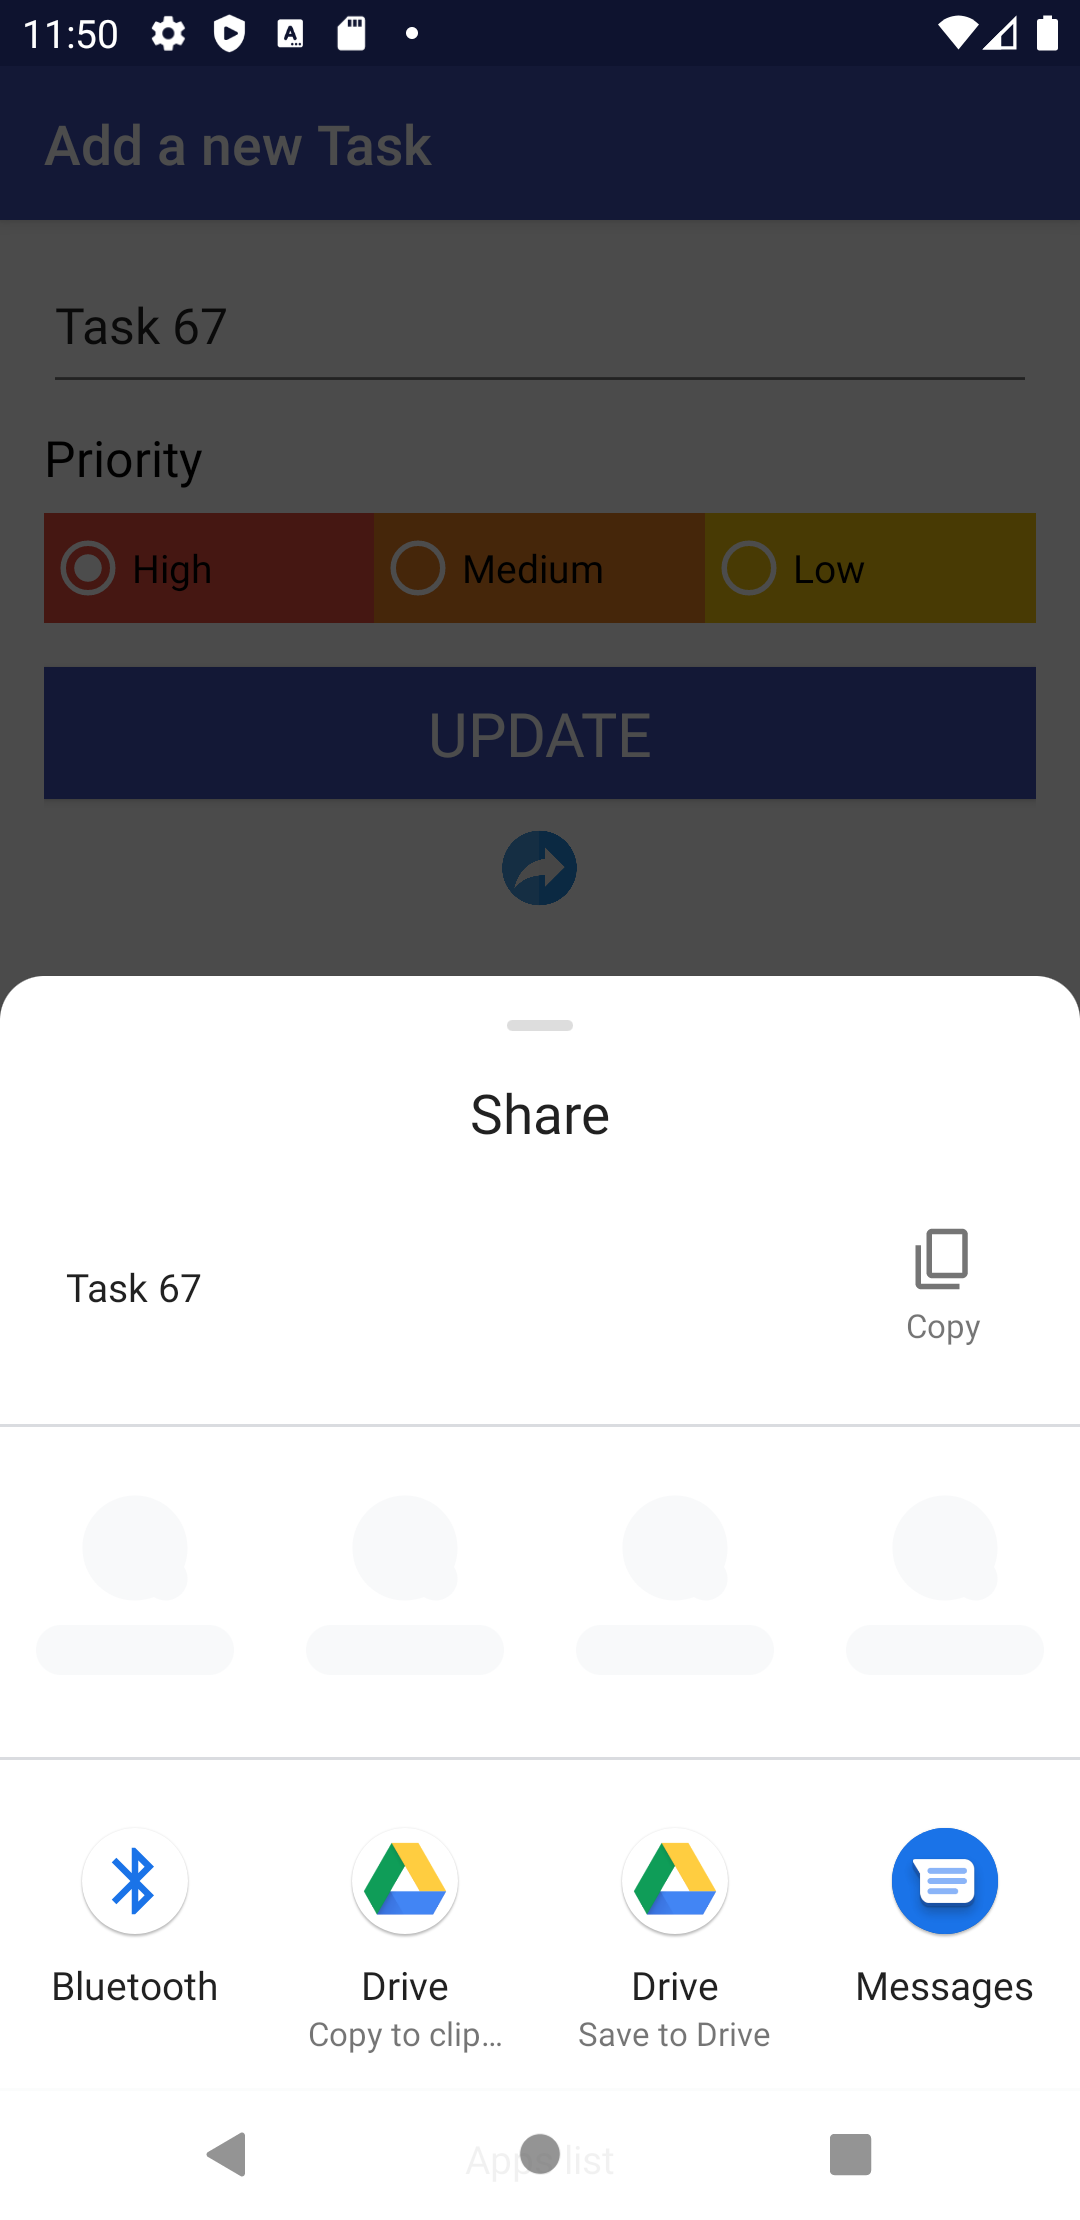 11:50
Add a new Task
Task 67
Priority
High Medium Low
UPDATE
Share
Task 67
Copy
Bluetooth Drive Drive Messages
Copy to clip... Save to Drive
Apps list